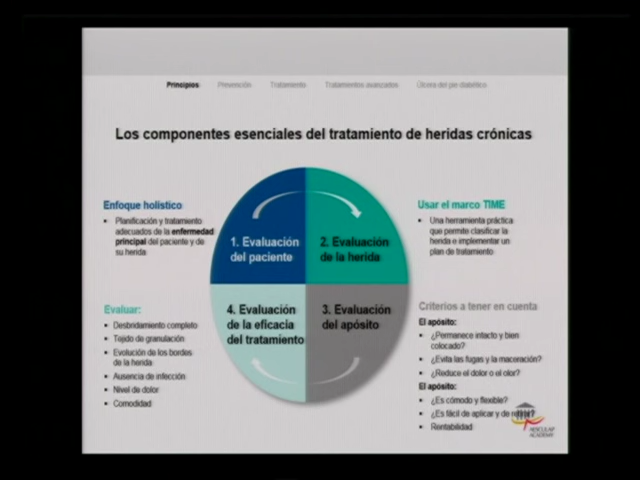 Principios Prevención Tratamiento Tratamientos avanzados Úlcera del pie diabético
Los componentes esenciales del tratamiento de heridas crónicas
Enfoque holístico
• Planificación y tratamiento
adecuados de la enfermedad
principal del paciente y de
su herida
1. Evaluación
del paciente
2. Evaluación
de la herida
Usar el marco TIME
• Una herramienta práctica
que permite clasificar la
herida e implementar un
plan de tratamiento
Evaluar:
• Desbridamiento completo
• Tejido de granulación
• Evolución de los bordes
de la herida
• Ausencia de infección
• Nivel de dolor
• Comodidad
4. Evaluación
de la eficacia
del tratamiento
3. Evaluación
del apósito
Criterios a tener en cuenta
El apósito:
• ¿Permanece intacto y bien
colocado?
• ¿Evita las fugas y la maceración?
• ¿Reduce el dolor o el olor?
El apósito:
• ¿Es cómodo y flexible?
• ¿Es fácil de aplicar y de
• Rentabilidad
AESCULAP
ACADEMY